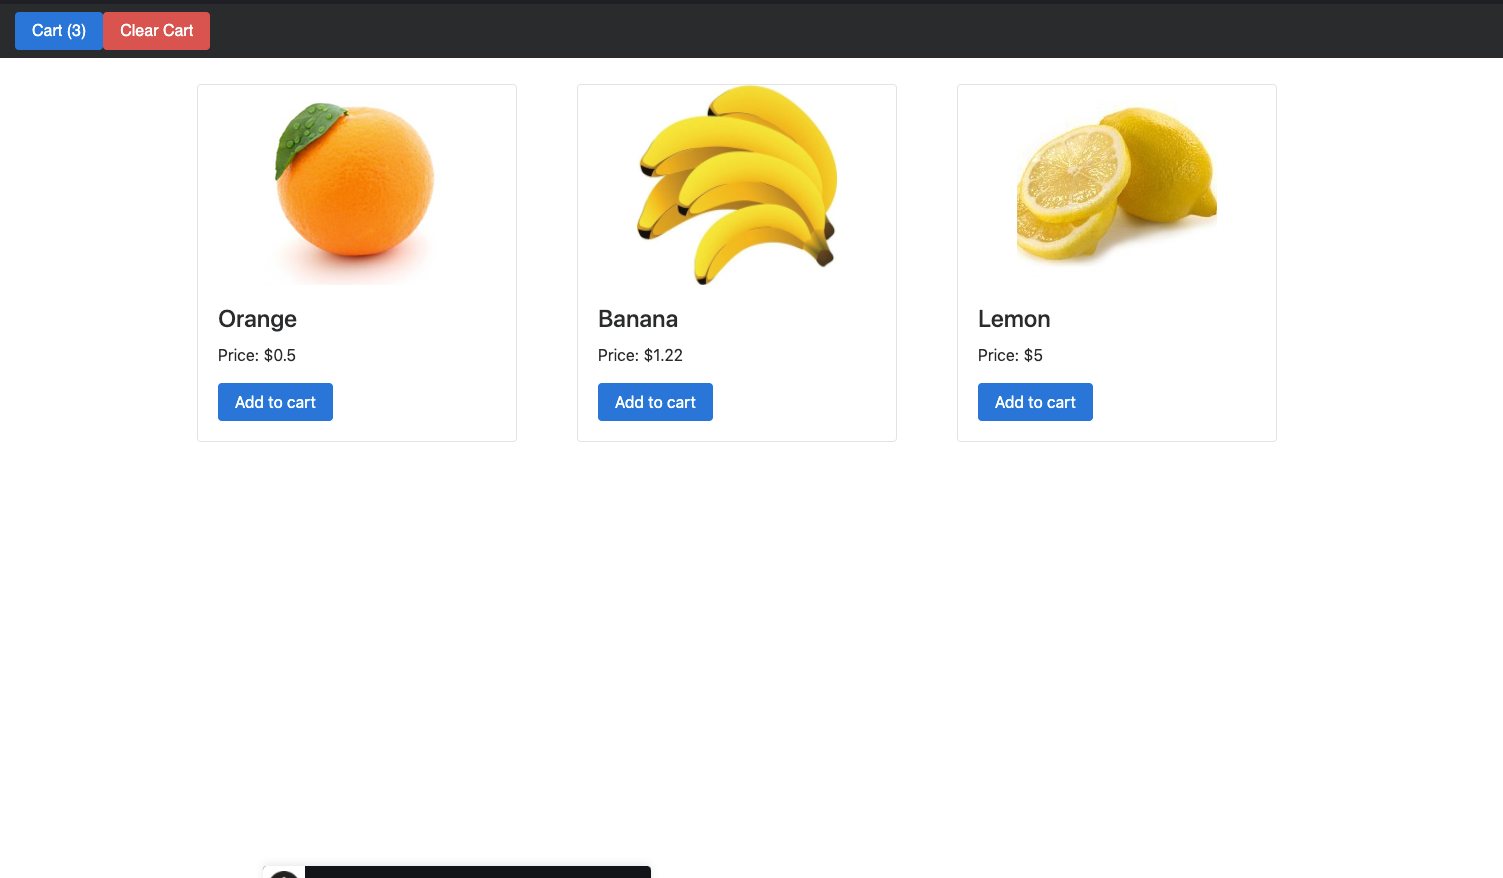 Cart (3) Clear Cart
Orange
Price: $0.5
Add to cart
Banana
Price: $1.22
Add to cart
Lemon
Price: $5
Add to cart